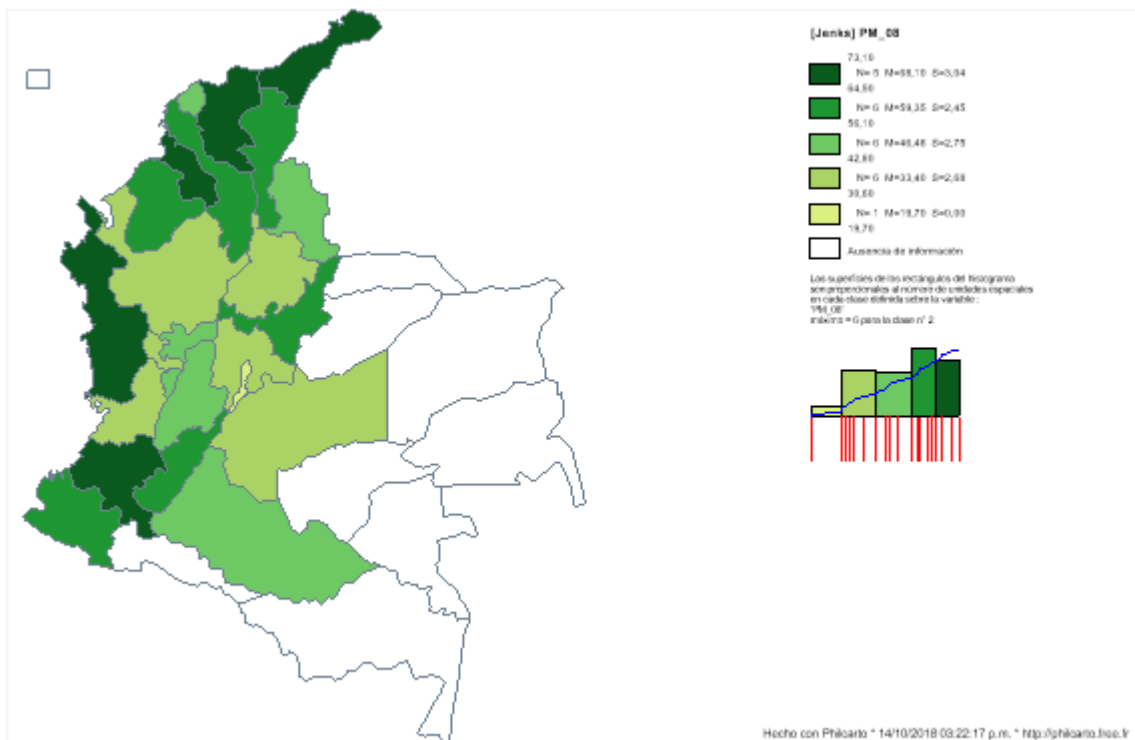 [Jenks] PM_08
73,10
N= 5 M=68,10 S=3,04
64,50
N= 6 M=59,35 S=2,45
56,10
N= 6 M=46,48 S=2,75
42,80
N= 6 M=33,40 S=2,68
30,60
N= 1 M=19,70 S=0,00
19,70
Ausencia de información
Las superficies de los rectángulos del histograma
son proporcionales al número de unidades espaciales
en cada clase definida sobre la variable :
'PM_08'
máximo = 6 para la clase n° 2
Hecho con Philcarto * 14/10/2018 03:22:17 p.m. * http://philcarto.free.fr